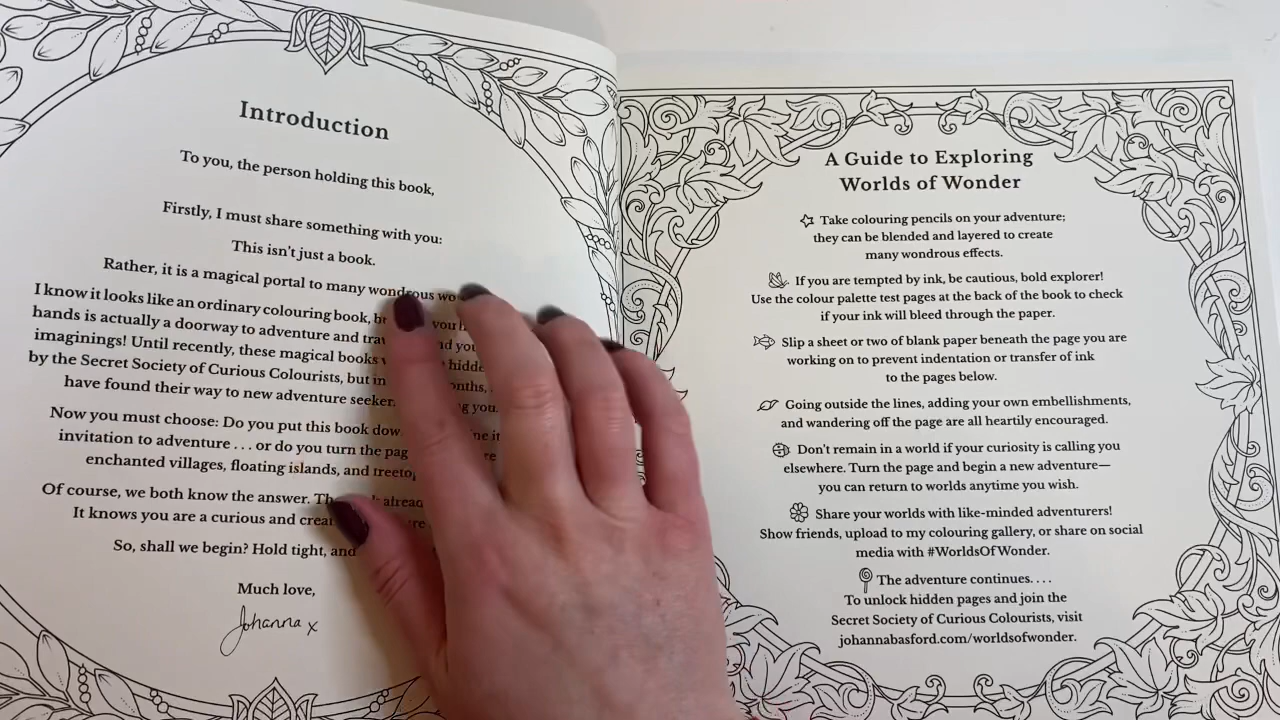 Introduction
To you, the person holding this book,
Firstly, I must share something with you:
This isn't just a book.
Rather, it is a magical portal to many wondrous
I know it looks like an ordinary colouring book, you
hands is actually a doorway to adventure and
imaginings! Until recently, these magical books
by the Secret Society of Curious Colourists, but in
have found their way to new adventure you.
Now you must choose: Do you put this book
invitation to adventure . . . or do you turn the
enchanted villages, floating islands, and
Of course, we both know the answer.
It knows you are a curious and
So, shall we begin? Hold tight, and
Much love,
Johanna x
A Guide to Exploring
Worlds of Wonder
Take colouring pencils on your adventure;
they can be blended and layered to create
many wondrous effects.
If you are tempted by ink, be cautious, bold explorer!
Use the colour palette test pages at the back of the book to check
if your ink will bleed through the paper.
Slip a sheet or two of blank paper beneath the page you are
working on to prevent indentation or transfer of ink
to the pages below.
Going outside the lines, adding your own embellishments,
and wandering off the page are all heartily encouraged.
Don't remain in a world if your curiosity is calling you
elsewhere. Turn the page and begin a new adventure—
you can return to worlds anytime you wish.
Share your worlds with like-minded adventurers!
Show friends, upload to my colouring gallery, or share on social
media with #WorldsOfWonder.
The adventure continues. . . .
To unlock hidden pages and join the
Secret Society of Curious Colourists, visit
johannabasford.com/worldsofwonder.